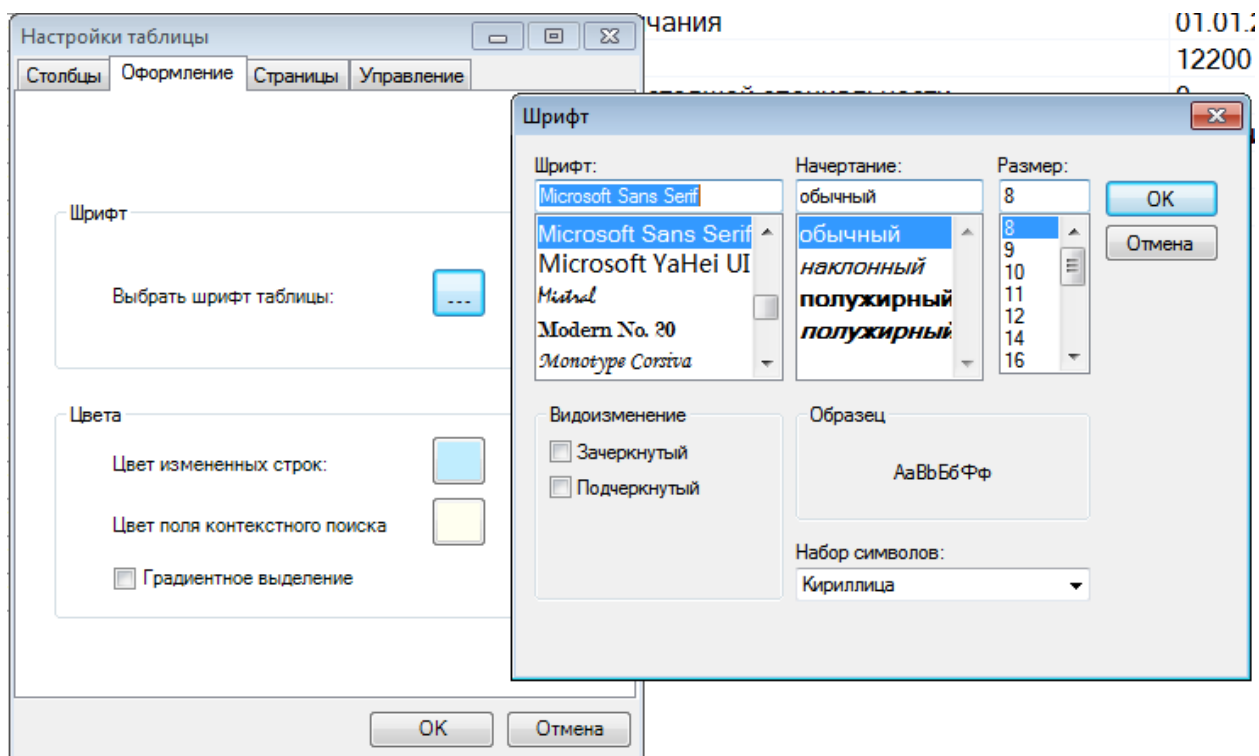 чания
01.01.2
12200
Настройки таблицы
Столбцы Оформление Страницы Управление
Шрифт
Выбрать шрифт таблицы:
...
Цвета
Цвет измененных строк:
Цвет поля контекстного поиска
Градиентное выделение
OK Отмена
Шрифт
Шрифт: Начертание: Размер:
Microsoft Sans Serif обычный 8
OK
Отмена
Microsoft Sans Serif обычный 8
Microsoft YaHei UI наклонный 9
Mistral полужирный 10
Modern No. 20 полужирный 11
Monotype Corsiva 12
14
16
Видоизменение
Зачеркнутый
Подчеркнутый
Образец
АаBbБбФф
Набор символов:
Кириллица